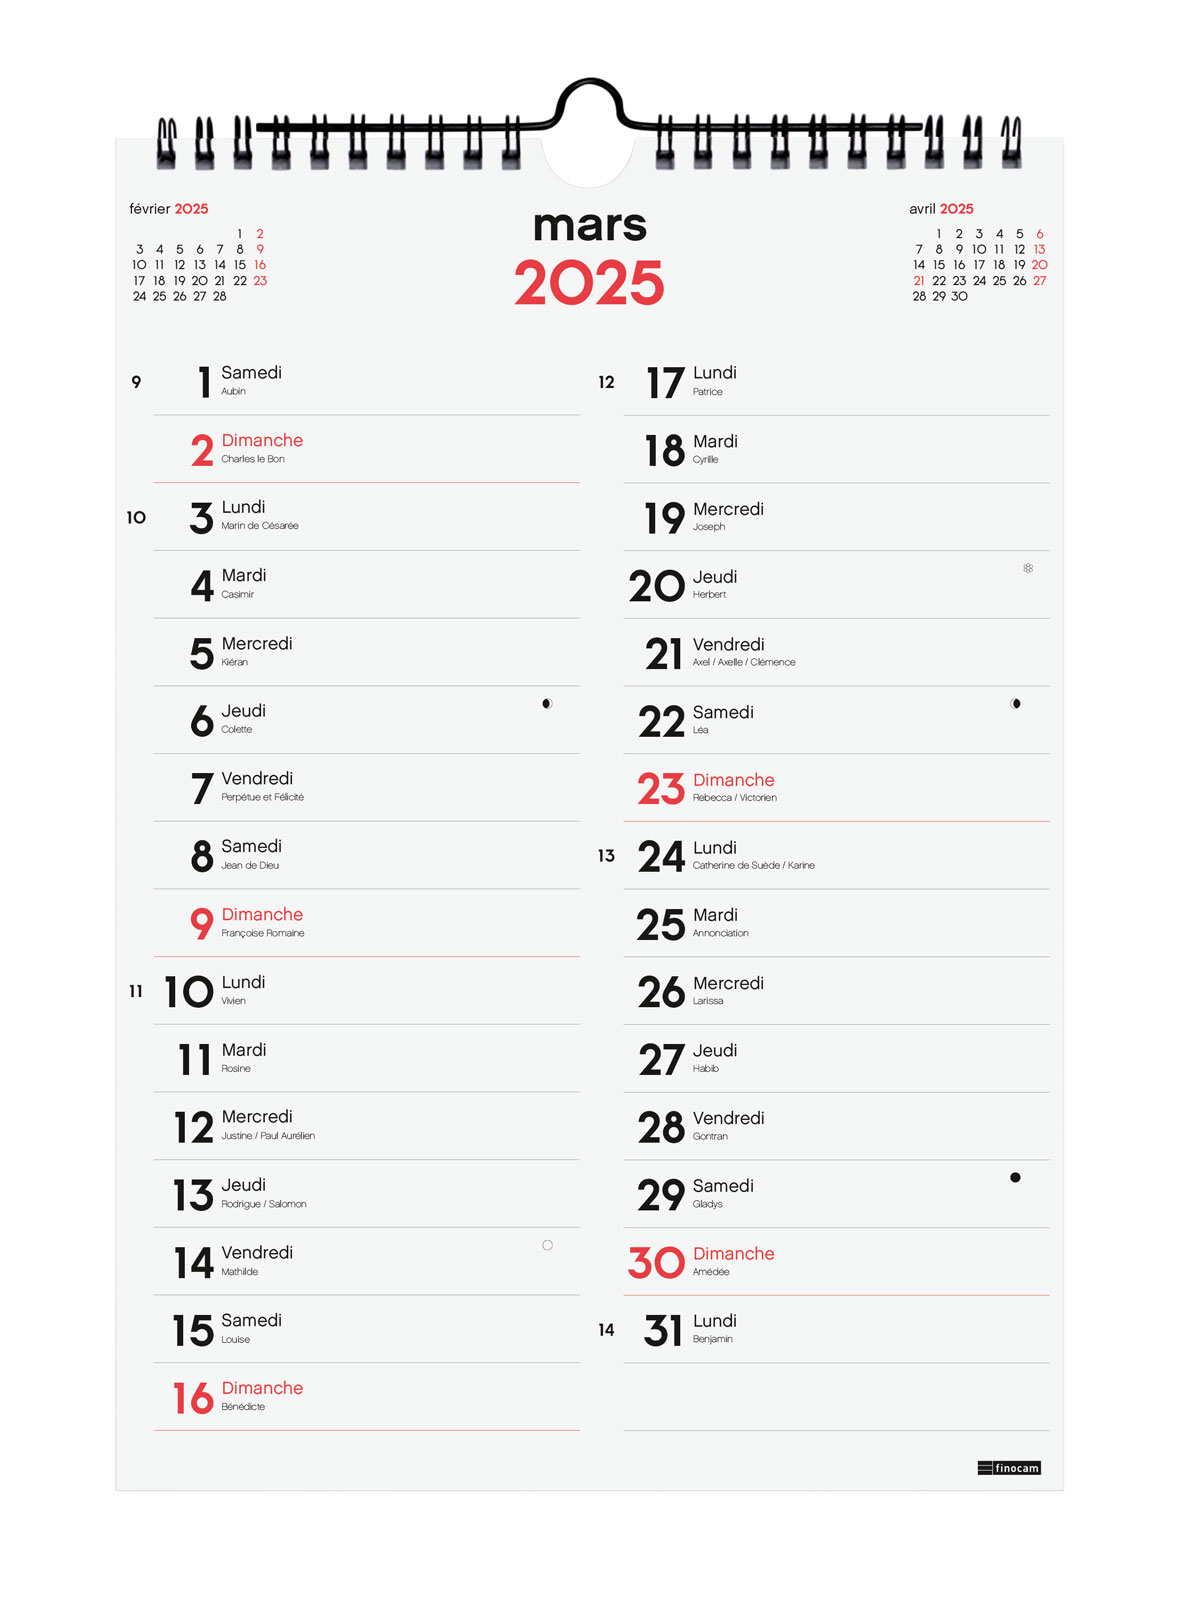 février 2025
1 2
3 4 5 6 7 8 9
10 11 12 13 14 15 16
17 18 19 20 21 22 23
24 25 26 27 28
mars
2025
avril 2025
1 2 3 4 5 6
7 8 9 10 11 12 13
14 15 16 17 18 19 20
21 22 23 24 25 26 27
28 29 30
9 1 Samedi
Aubin
2 Dimanche
Charles le Bon
10 3 Lundi
Marin de Césarée
4 Mardi
Casimir
5 Mercredi
Kiéran
6 Jeudi
Colette
7 Vendredi
Perpétue et Félicité
8 Samedi
Jean de Dieu
9 Dimanche
Françoise Romaine
11 10 Lundi
Vivien
11 Mardi
Rosine
12 Mercredi
Justine / Paul Aurélien
13 Jeudi
Rodrigue / Salomon
14 Vendredi
Mathilde
15 Samedi
Louise
16 Dimanche
Bénédicte
12 17 Lundi
Patrice
18 Mardi
Cyrille
19 Mercredi
Joseph
20 Jeudi
Herbert
21 Vendredi
Axel / Axelle / Clémence
22 Samedi
Léa
23 Dimanche
Rebecca / Victorien
13 24 Lundi
Catherine de Suède / Karine
25 Mardi
Annonciation
26 Mercredi
Larissa
27 Jeudi
Habib
28 Vendredi
Gontran
29 Samedi
Gladys
30 Dimanche
Amédée
14 31 Lundi
Benjamin
finocam